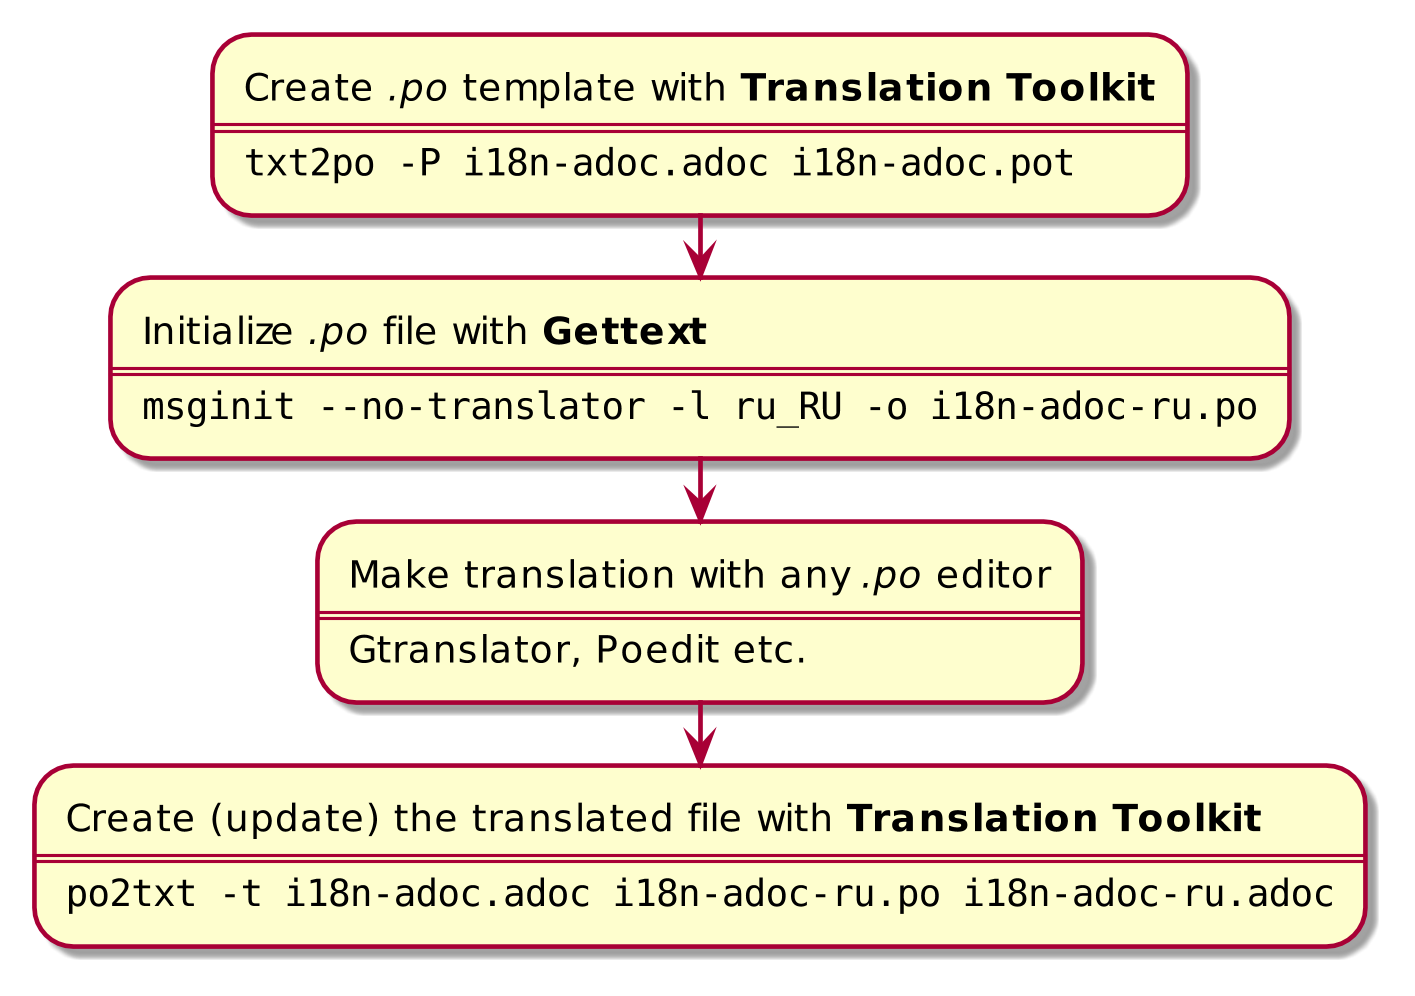 Create .po template with Translation Toolkit
txt2po -P i18n-adoc.adoc i18n-adoc.pot
Initialize .po file with Gettext
msginit --no-translator -l ru_RU -o i18n-adoc-ru.po
Make translation with any .po editor
Gtranslator, Poedit etc.
Create (update) the translated file with Translation Toolkit
po2txt -t i18n-adoc.adoc i18n-adoc-ru.po i18n-adoc-ru.adoc